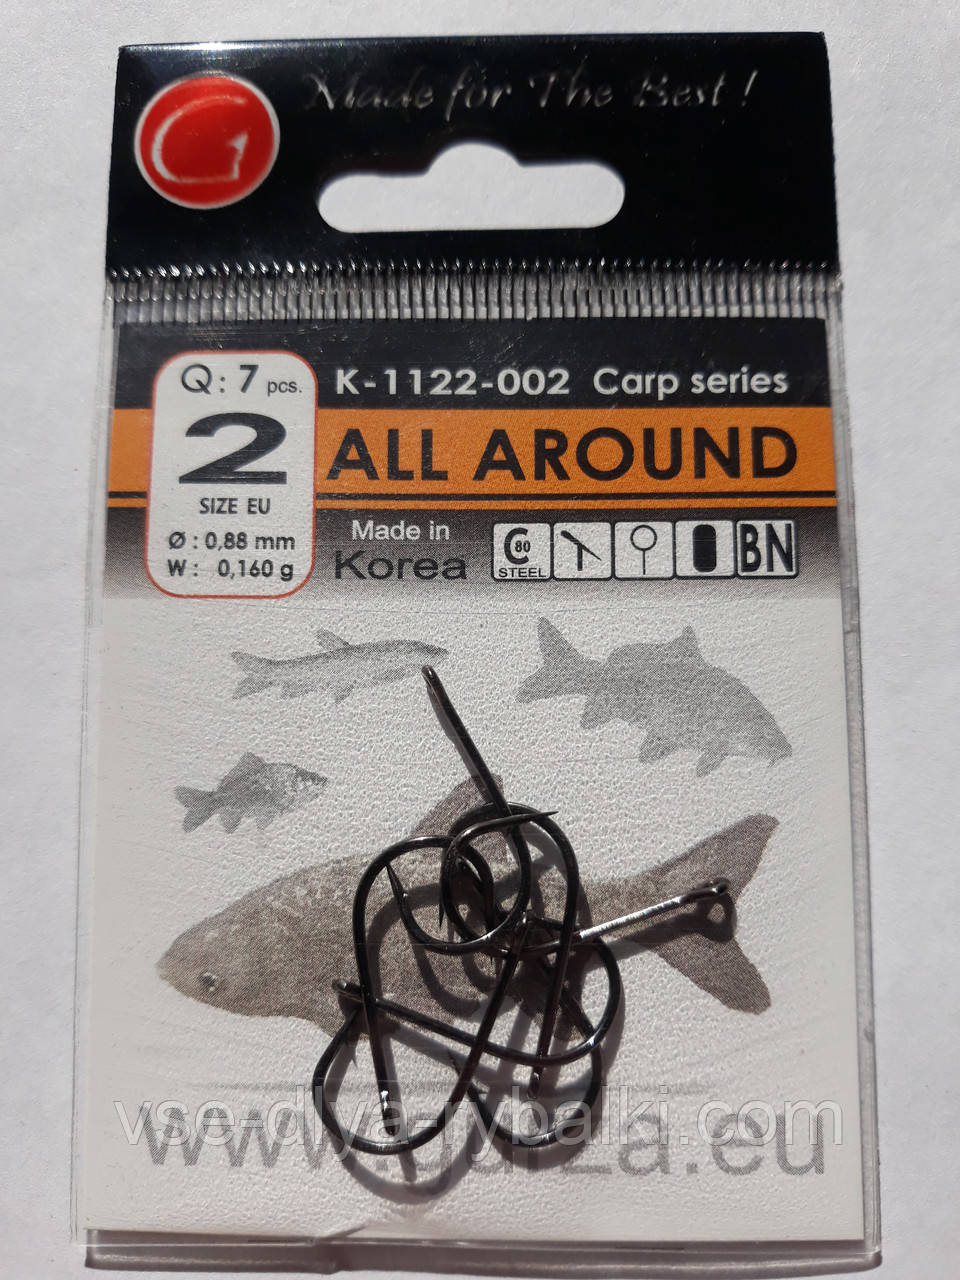 Made for The Best !
G
Q: 7 pcs.
K-1122-002 Carp series
2
SIZE EU
ALL AROUND
Ø : 0,88 mm
W : 0,160 g
Made in
Korea
C 80
STEEL
BN
vse-dlya-rybalki.com